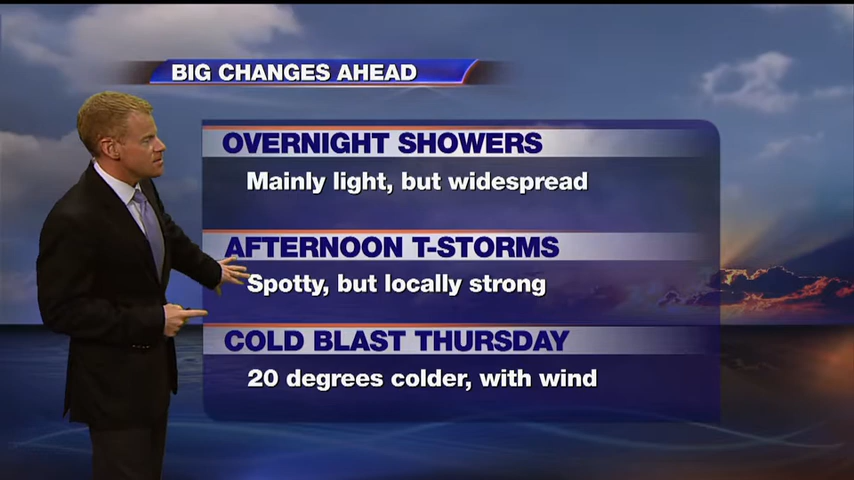 BIG CHANGES AHEAD
OVERNIGHT SHOWERS
Mainly light, but widespread
AFTERNOON T-STORMS
Spotty, but locally strong
COLD BLAST THURSDAY
20 degrees colder, with wind